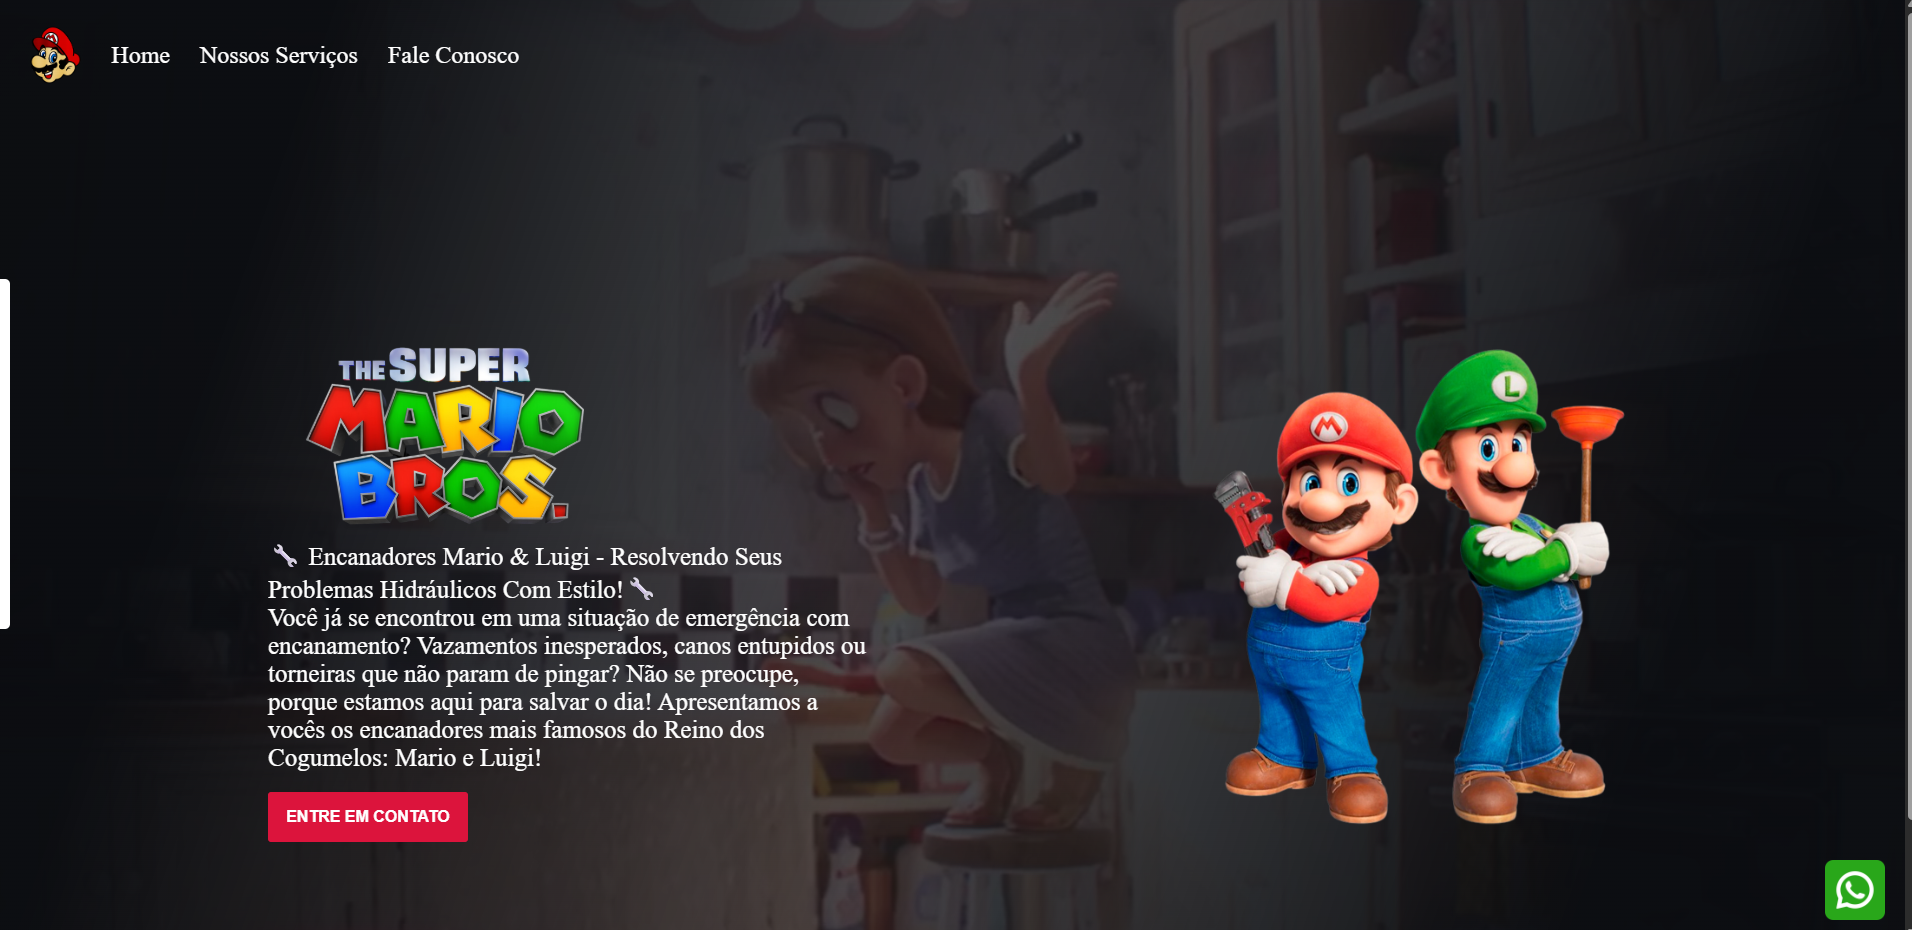 Home Nossos Serviços Fale Conosco
THE SUPER
MARIO
BROS.
🔧 Encanadores Mario & Luigi - Resolvendo Seus
Problemas Hidráulicos Com Estilo! 🔧
Você já se encontrou em uma situação de emergência com
encanamento? Vazamentos inesperados, canos entupidos ou
torneiras que não param de pingar? Não se preocupe,
porque estamos aqui para salvar o dia! Apresentamos a
vocês os encanadores mais famosos do Reino dos
Cogumelos: Mario e Luigi!
ENTRE EM CONTATO
M
L